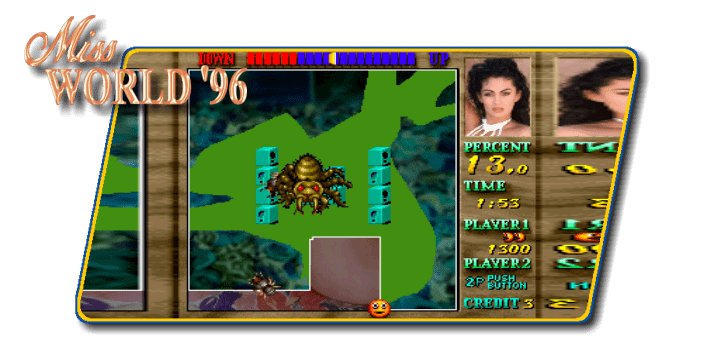 Miss
WORLD '96
DOWN UP
PERCENT
13.0
TIME
1:53
PLAYER1
1300
PLAYER2
2P PUSH BUTTON
CREDIT 3